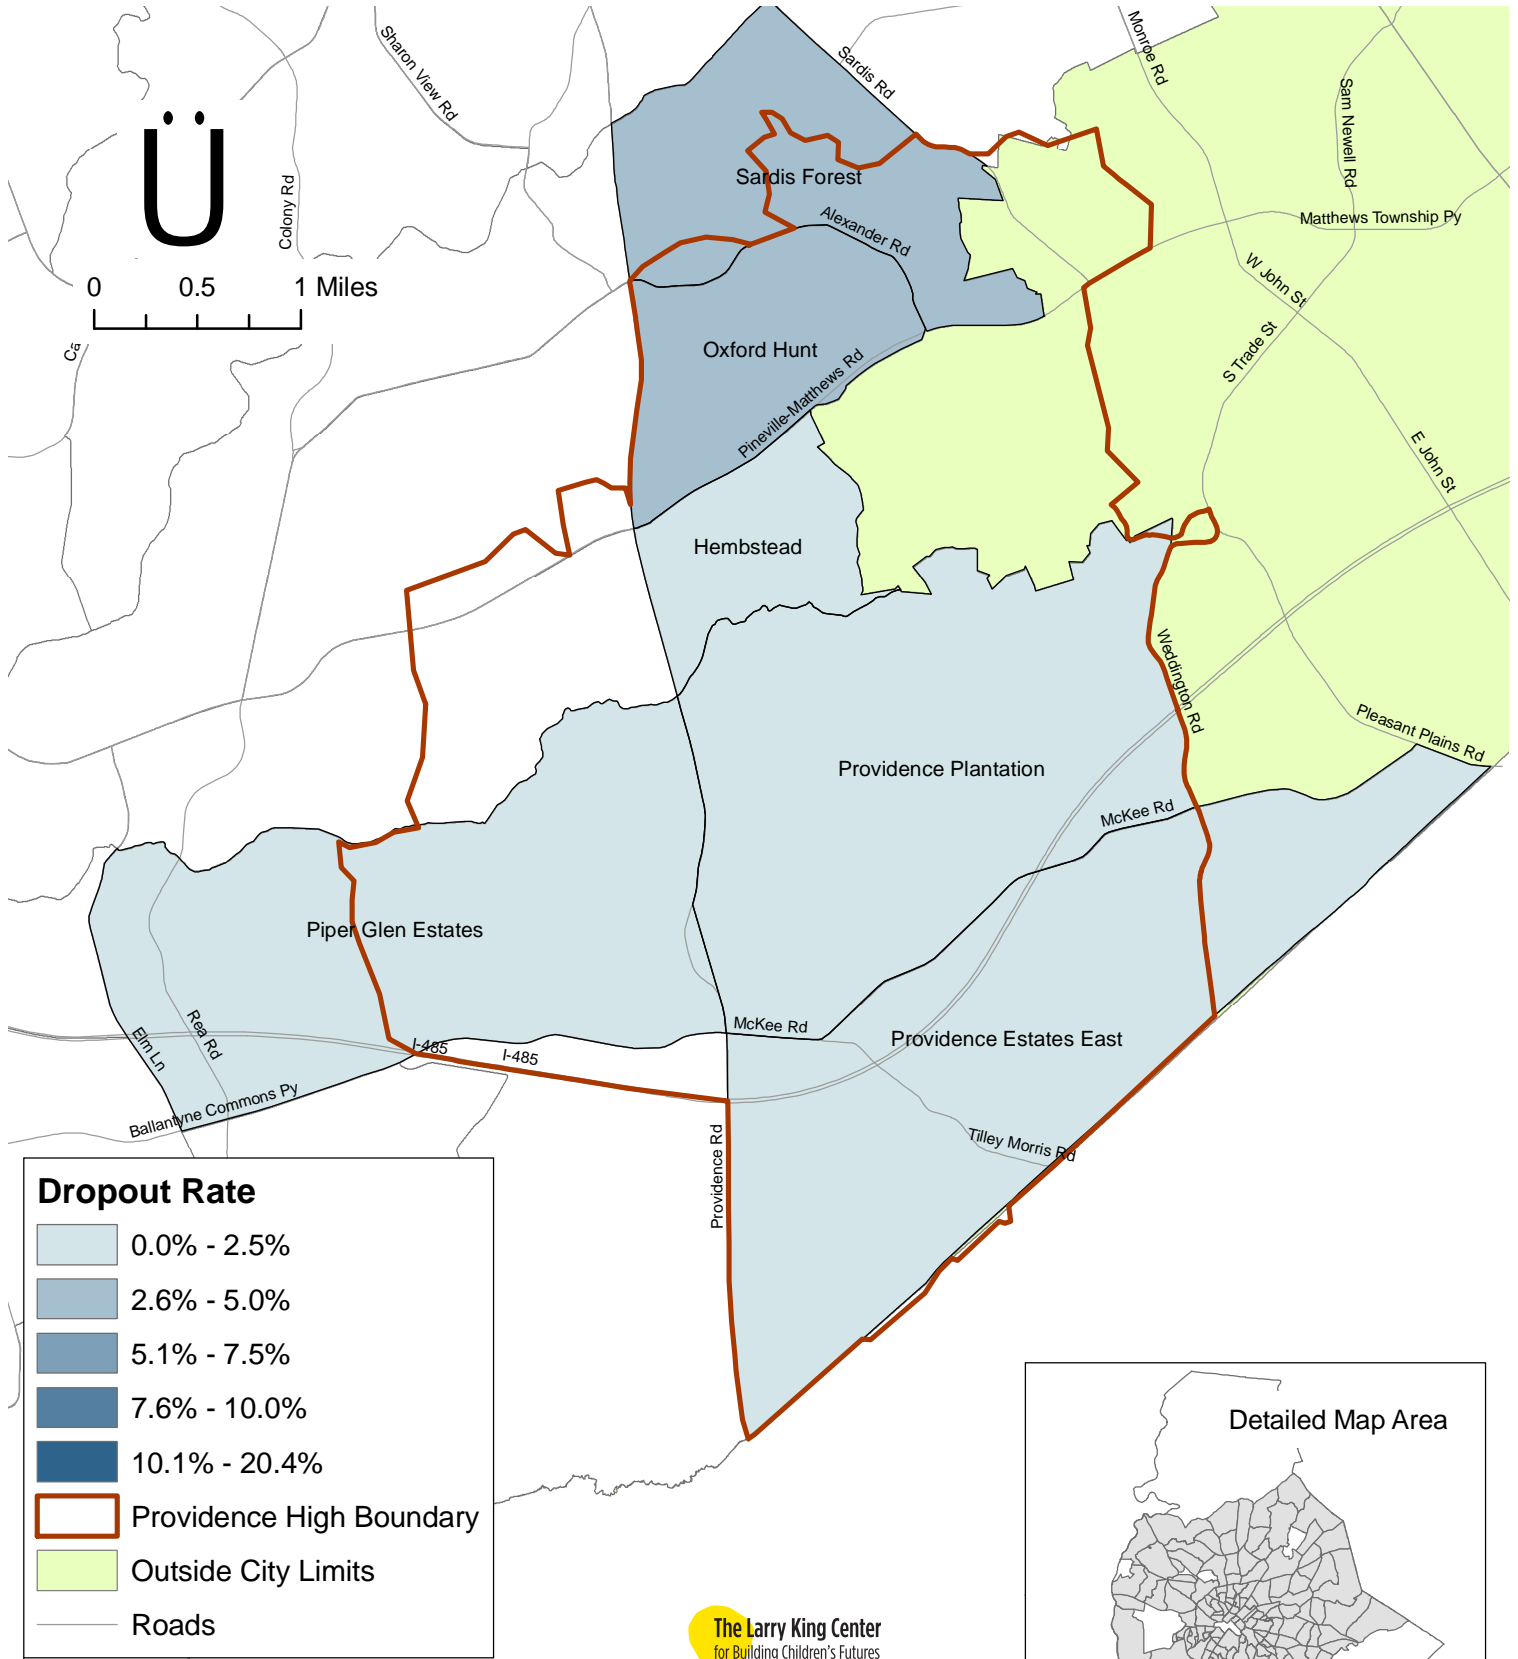 Sharon View Rd
Sardis Rd
Monroe Rd
Sam Newell Rd
Colony Rd
Ü
Sardis Forest
Alexander Rd
Matthews Township Py
W John St
0 0.5 1 Miles
S Trade St
Ca
Oxford Hunt
Pineville-Matthews Rd
E John St
Hembstead
Weddington Rd
Pleasant Plains Rd
Providence Plantation
McKee Rd
Piper Glen Estates
Rea Rd
Elm Ln
McKee Rd
Providence Estates East
I-485
I-485
Ballantyne Commons Py
Tilley Morris Rd
Providence Rd
Dropout Rate
0.0% - 2.5%
2.6% - 5.0%
5.1% - 7.5%
7.6% - 10.0%
10.1% - 20.4%
Providence High Boundary
Outside City Limits
Roads
Detailed Map Area
The Larry King Center
for Building Children's Futures